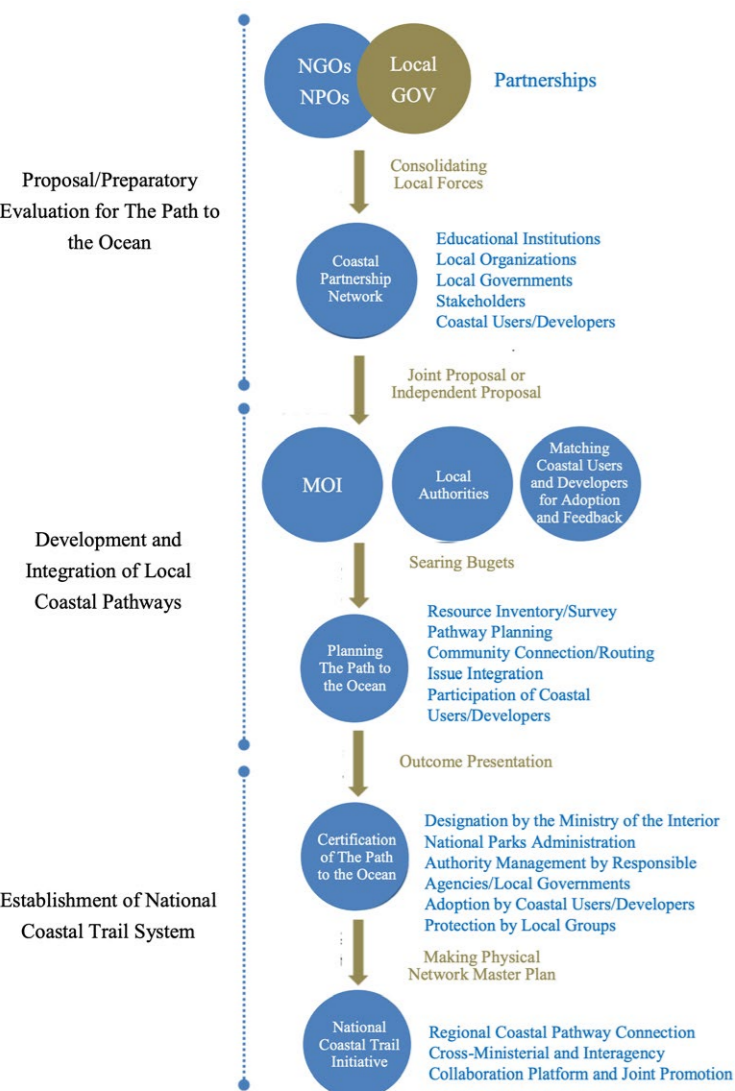 NGOs
NPOs
Local
GOV
Partnerships
Consolidating
Local Forces
Proposal/Preparatory
Evaluation for The Path to
the Ocean
Coastal
Partnership
Network
Educational Institutions
Local Organizations
Local Governments
Stakeholders
Coastal Users/Developers
Joint Proposal or
Independent Proposal
MOI
Local
Authorities
Matching
Coastal Users
and Developers
for Adoption
and Feedback
Development and
Integration of Local
Coastal Pathways
Searing Bugets
Planning
The Path to
the Ocean
Resource Inventory/Survey
Pathway Planning
Community Connection/Routing
Issue Integration
Participation of Coastal
Users/Developers
Outcome Presentation
Establishment of National
Coastal Trail System
Certification
of The Path
to the Ocean
Designation by the Ministry of the Interior
National Parks Administration
Authority Management by Responsible
Agencies/Local Governments
Adoption by Coastal Users/Developers
Protection by Local Groups
Making Physical
Network Master Plan
National
Coastal Trail
Initiative
Regional Coastal Pathway Connection
Cross-Ministerial and Interagency
Collaboration Platform and Joint Promotion